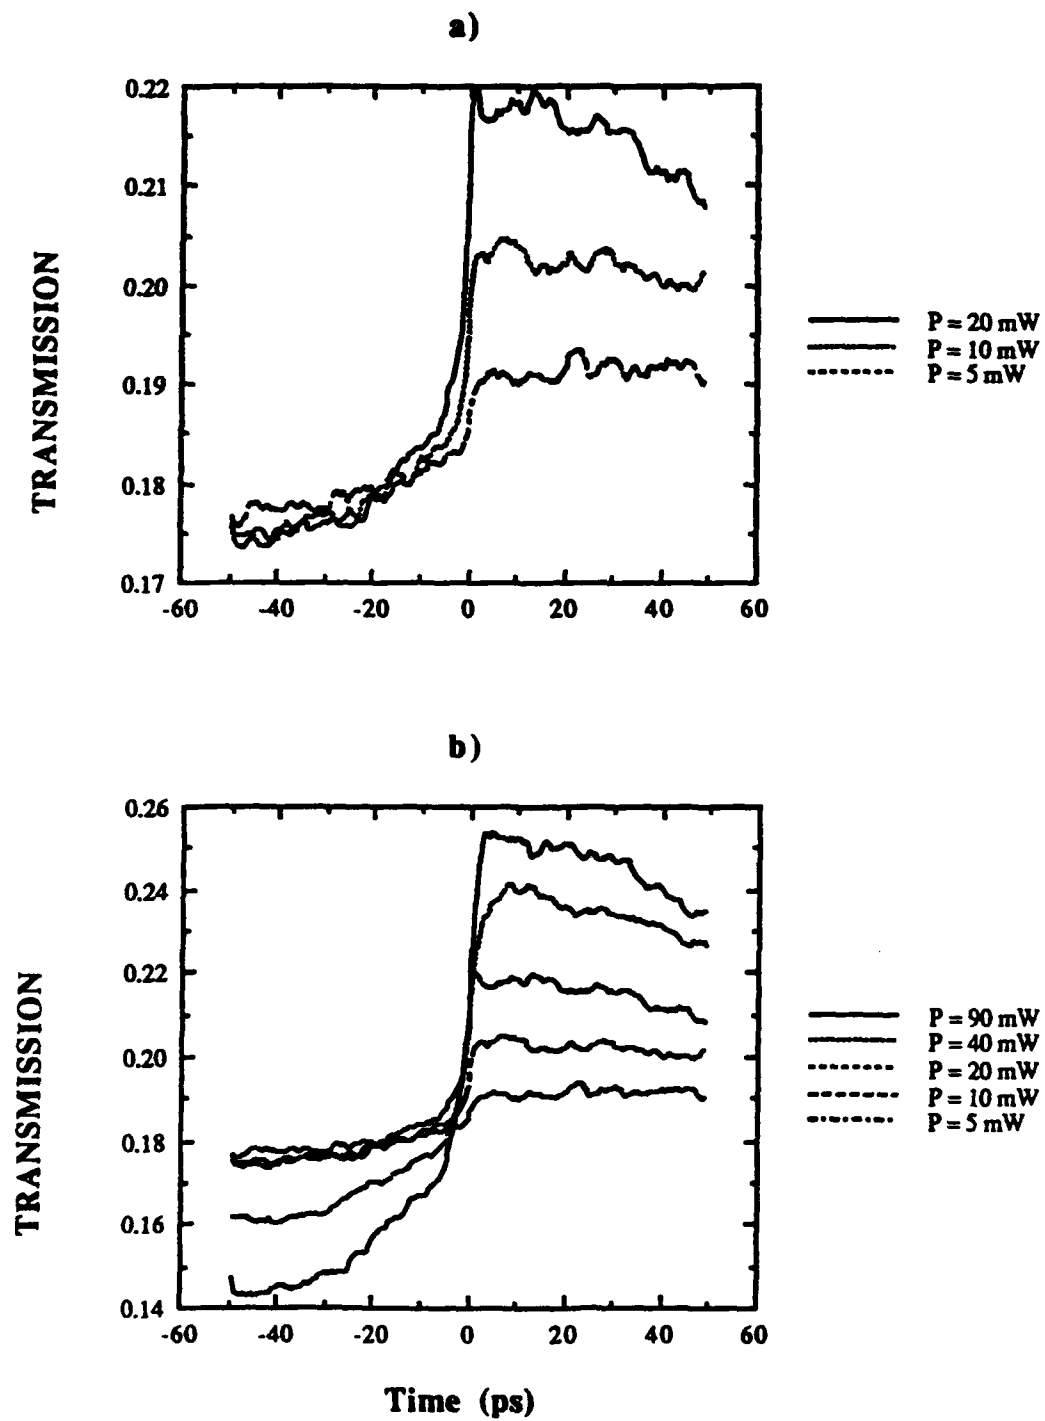 a)
0.22
0.21
0.20
0.19
0.18
0.17
-60 -40 -20 0 20 40 60
TRANSMISSION
P = 20 mW
P = 10 mW
P = 5 mW
b)
0.26
0.24
0.22
0.20
0.18
0.16
0.14
-60 -40 -20 0 20 40 60
TRANSMISSION
P = 90 mW
P = 40 mW
P = 20 mW
P = 10 mW
P = 5 mW
Time (ps)